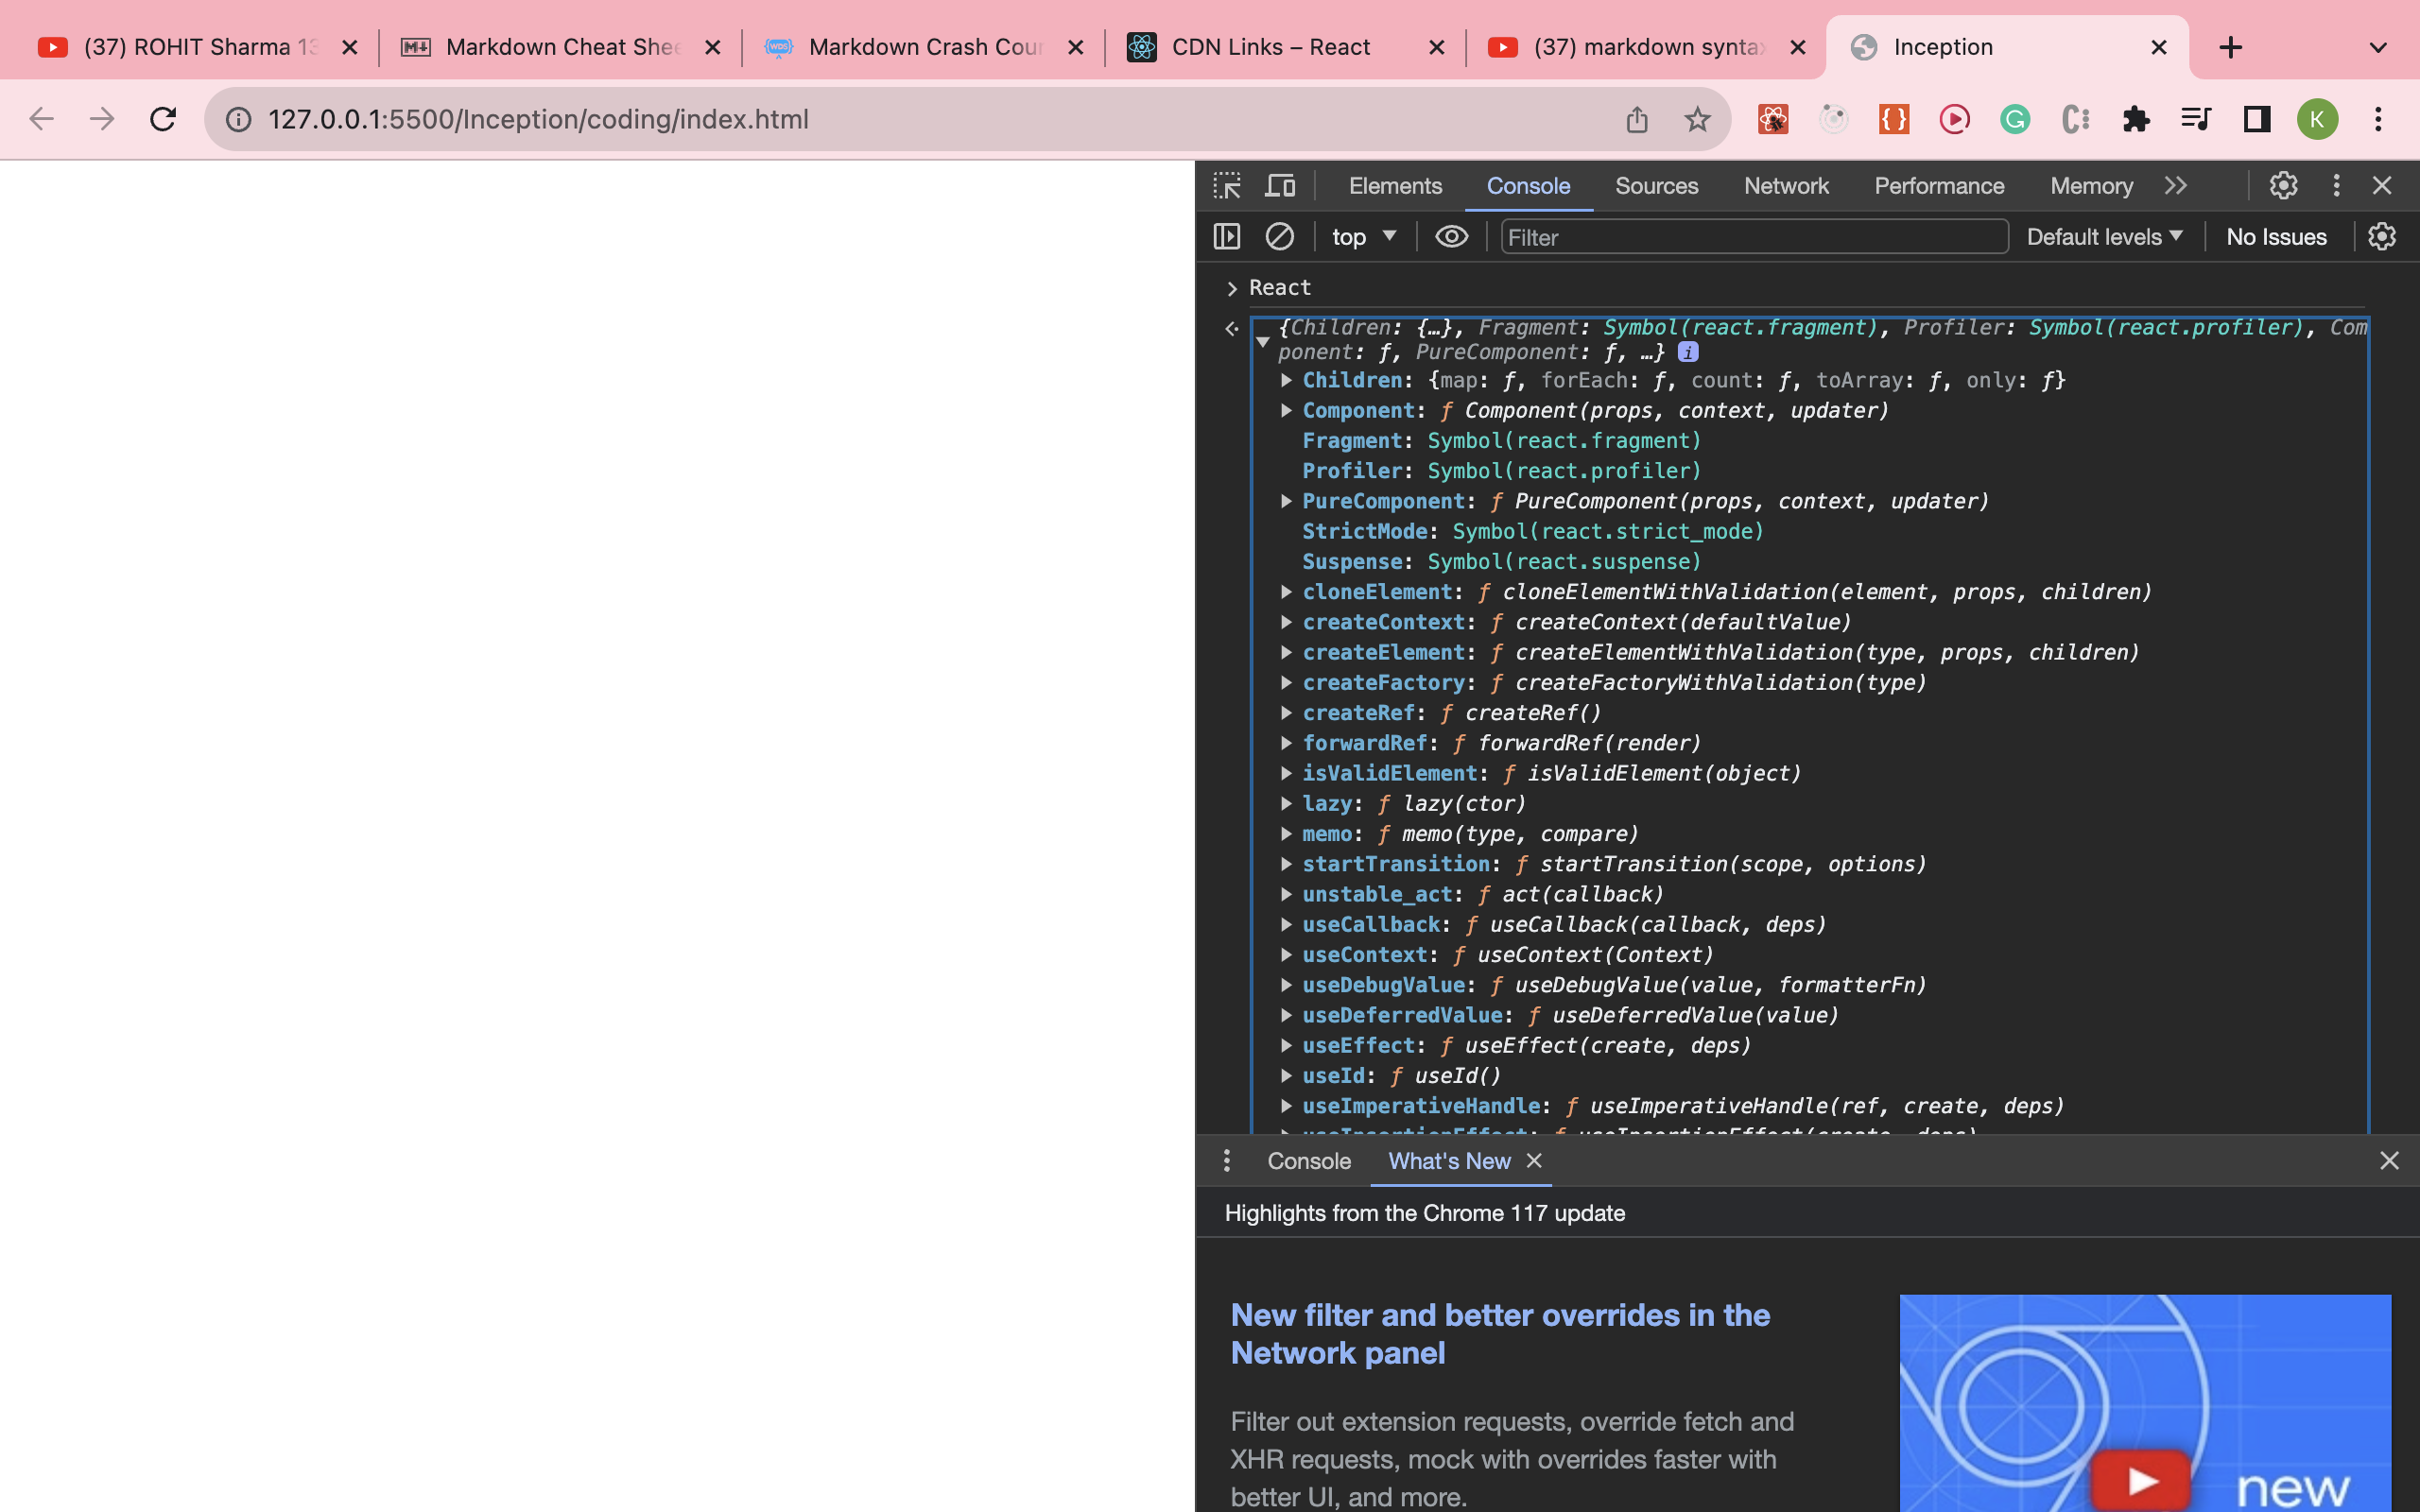 (37) ROHIT Sharma 13
Markdown Cheat Shee
Markdown Crash Cour
CDN Links – React
(37) markdown syntax
Inception
127.0.0.1:5500/Inception/coding/index.html
K
Elements Console Sources Network Performance Memory
top Filter Default levels No Issues
React
{Children: {…}, Fragment: Symbol(react.fragment), Profiler: Symbol(react.profiler), Com
ponent: ƒ, PureComponent: ƒ, …} i
Children: {map: ƒ, forEach: ƒ, count: ƒ, toArray: ƒ, only: ƒ}
Component: ƒ Component(props, context, updater)
Fragment: Symbol(react.fragment)
Profiler: Symbol(react.profiler)
PureComponent: ƒ PureComponent(props, context, updater)
StrictMode: Symbol(react.strict_mode)
Suspense: Symbol(react.suspense)
cloneElement: ƒ cloneElementWithValidation(element, props, children)
createContext: ƒ createContext(defaultValue)
createElement: ƒ createElementWithValidation(type, props, children)
createFactory: ƒ createFactoryWithValidation(type)
createRef: ƒ createRef()
forwardRef: ƒ forwardRef(render)
isValidElement: ƒ isValidElement(object)
lazy: ƒ lazy(ctor)
memo: ƒ memo(type, compare)
startTransition: ƒ startTransition(scope, options)
unstable_act: ƒ act(callback)
useCallback: ƒ useCallback(callback, deps)
useContext: ƒ useContext(Context)
useDebugValue: ƒ useDebugValue(value, formatterFn)
useDeferredValue: ƒ useDeferredValue(value)
useEffect: ƒ useEffect(create, deps)
useId: ƒ useId()
useImperativeHandle: ƒ useImperativeHandle(ref, create, deps)
useInsertionEffect: ƒ useInsertionEffect(create, deps)
Console What's New
Highlights from the Chrome 117 update
New filter and better overrides in the
Network panel
Filter out extension requests, override fetch and
XHR requests, mock with overrides faster with
better UI, and more.
new